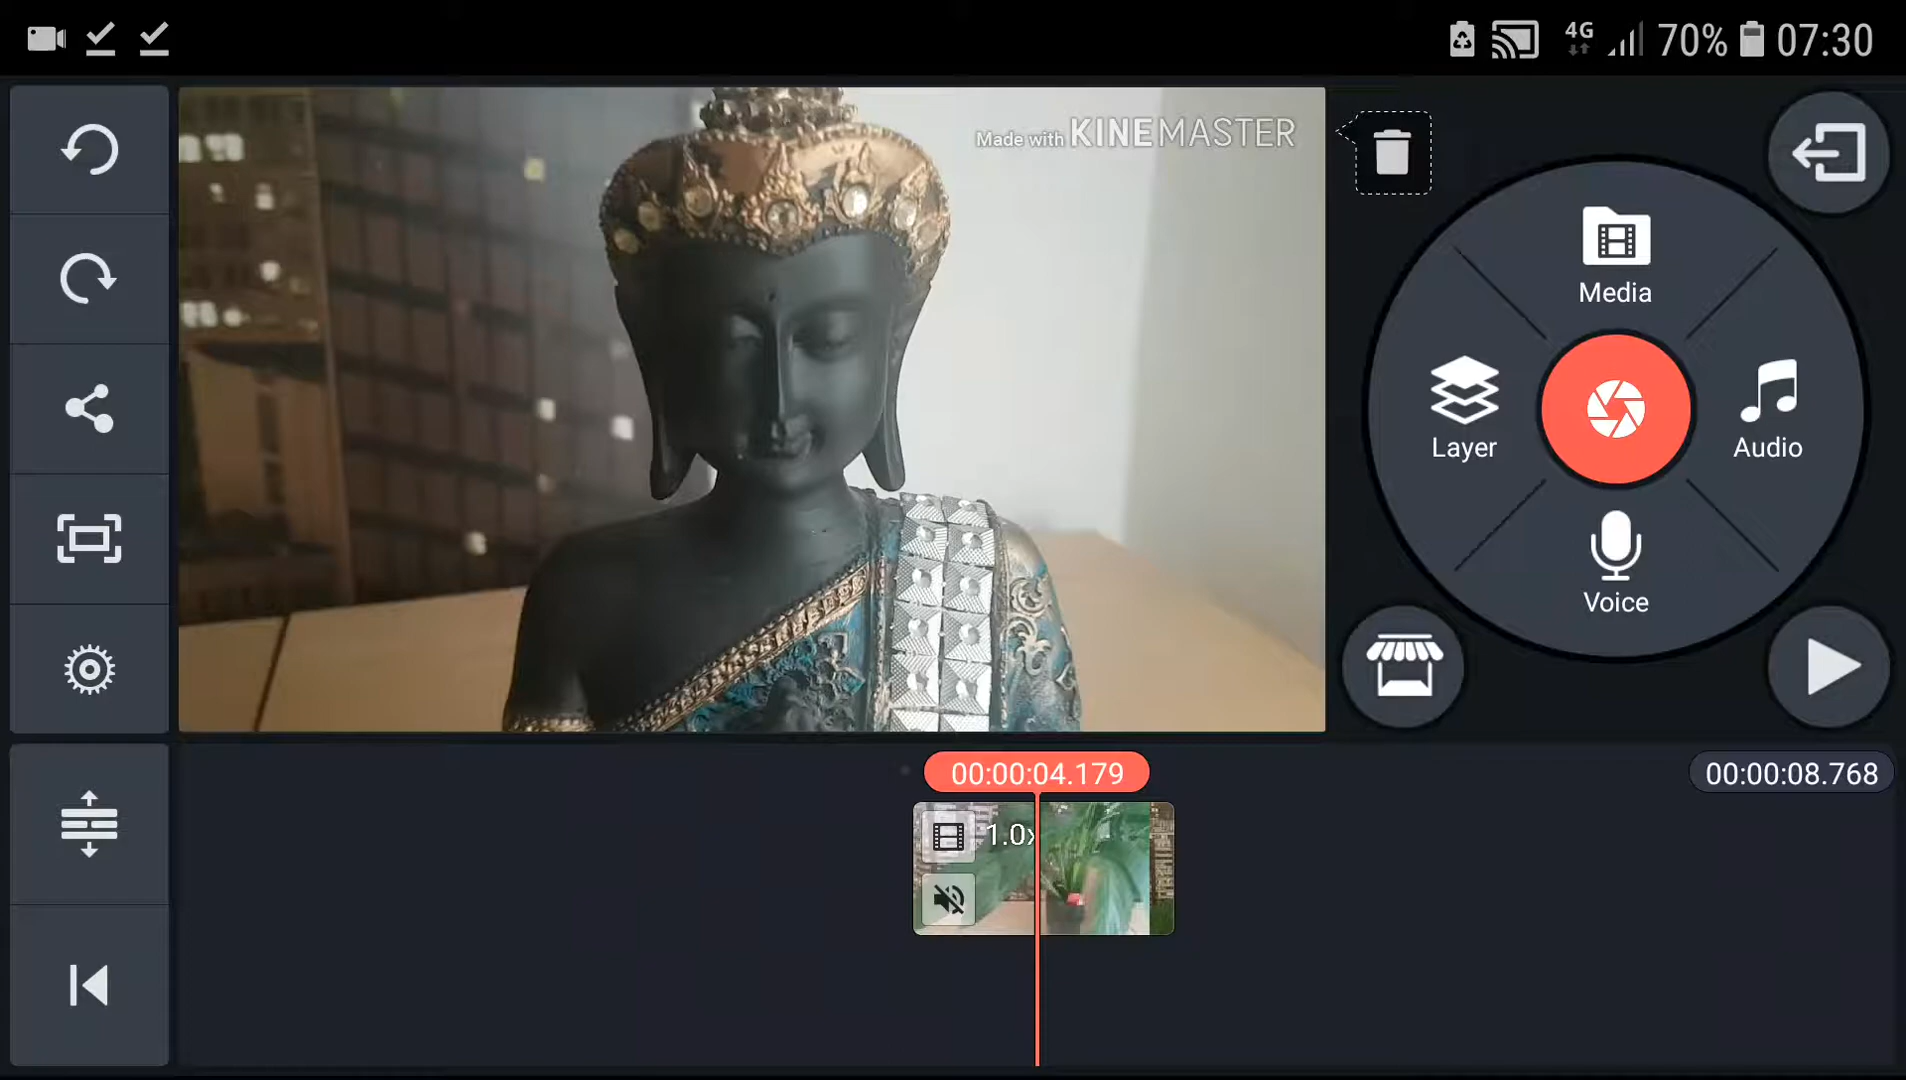 4G 70% 07:30
Made with KINEMASTER
Media
Layer
Audio
Voice
00:00:04.179
00:00:08.768
1.0x